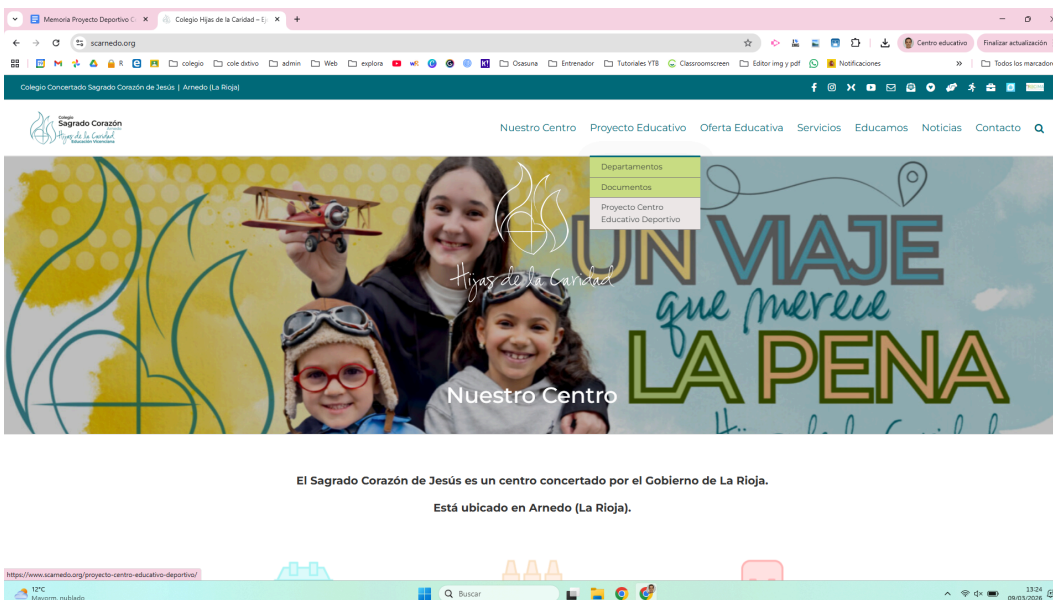 Memoria Proyecto Deportivo C
Colegio Hijas de la Caridad – Ej
scarnedo.org
Centro educativo
Finalizar actualización
R
colegio
cole dxtivo
admin
Web
explora
Osasuna
Entrenador
Tutoriales YTB
Classroomscreen
Editor img y pdf
Notificaciones
Todos los marcadores
Colegio Concertado Sagrado Corazón de Jesús | Arnedo (La Rioja)
Colegio
Sagrado Corazón
Arnedo
Hijas de la Caridad
Educación Vicenciana
Nuestro Centro
Proyecto Educativo
Oferta Educativa
Servicios
Educamos
Noticias
Contacto
Departamentos
Documentos
Proyecto Centro
Educativo Deportivo
Hijas de la Caridad
UN VIAJE
que merece
LA PENA
Hijas de la Caridad
Nuestro Centro
El Sagrado Corazón de Jesús es un centro concertado por el Gobierno de La Rioja.
Está ubicado en Arnedo (La Rioja).
https://www.scarnedo.org/proyecto-centro-educativo-deportivo/
12°C
Mayorm. nublado
Buscar
13:24
09/03/2026